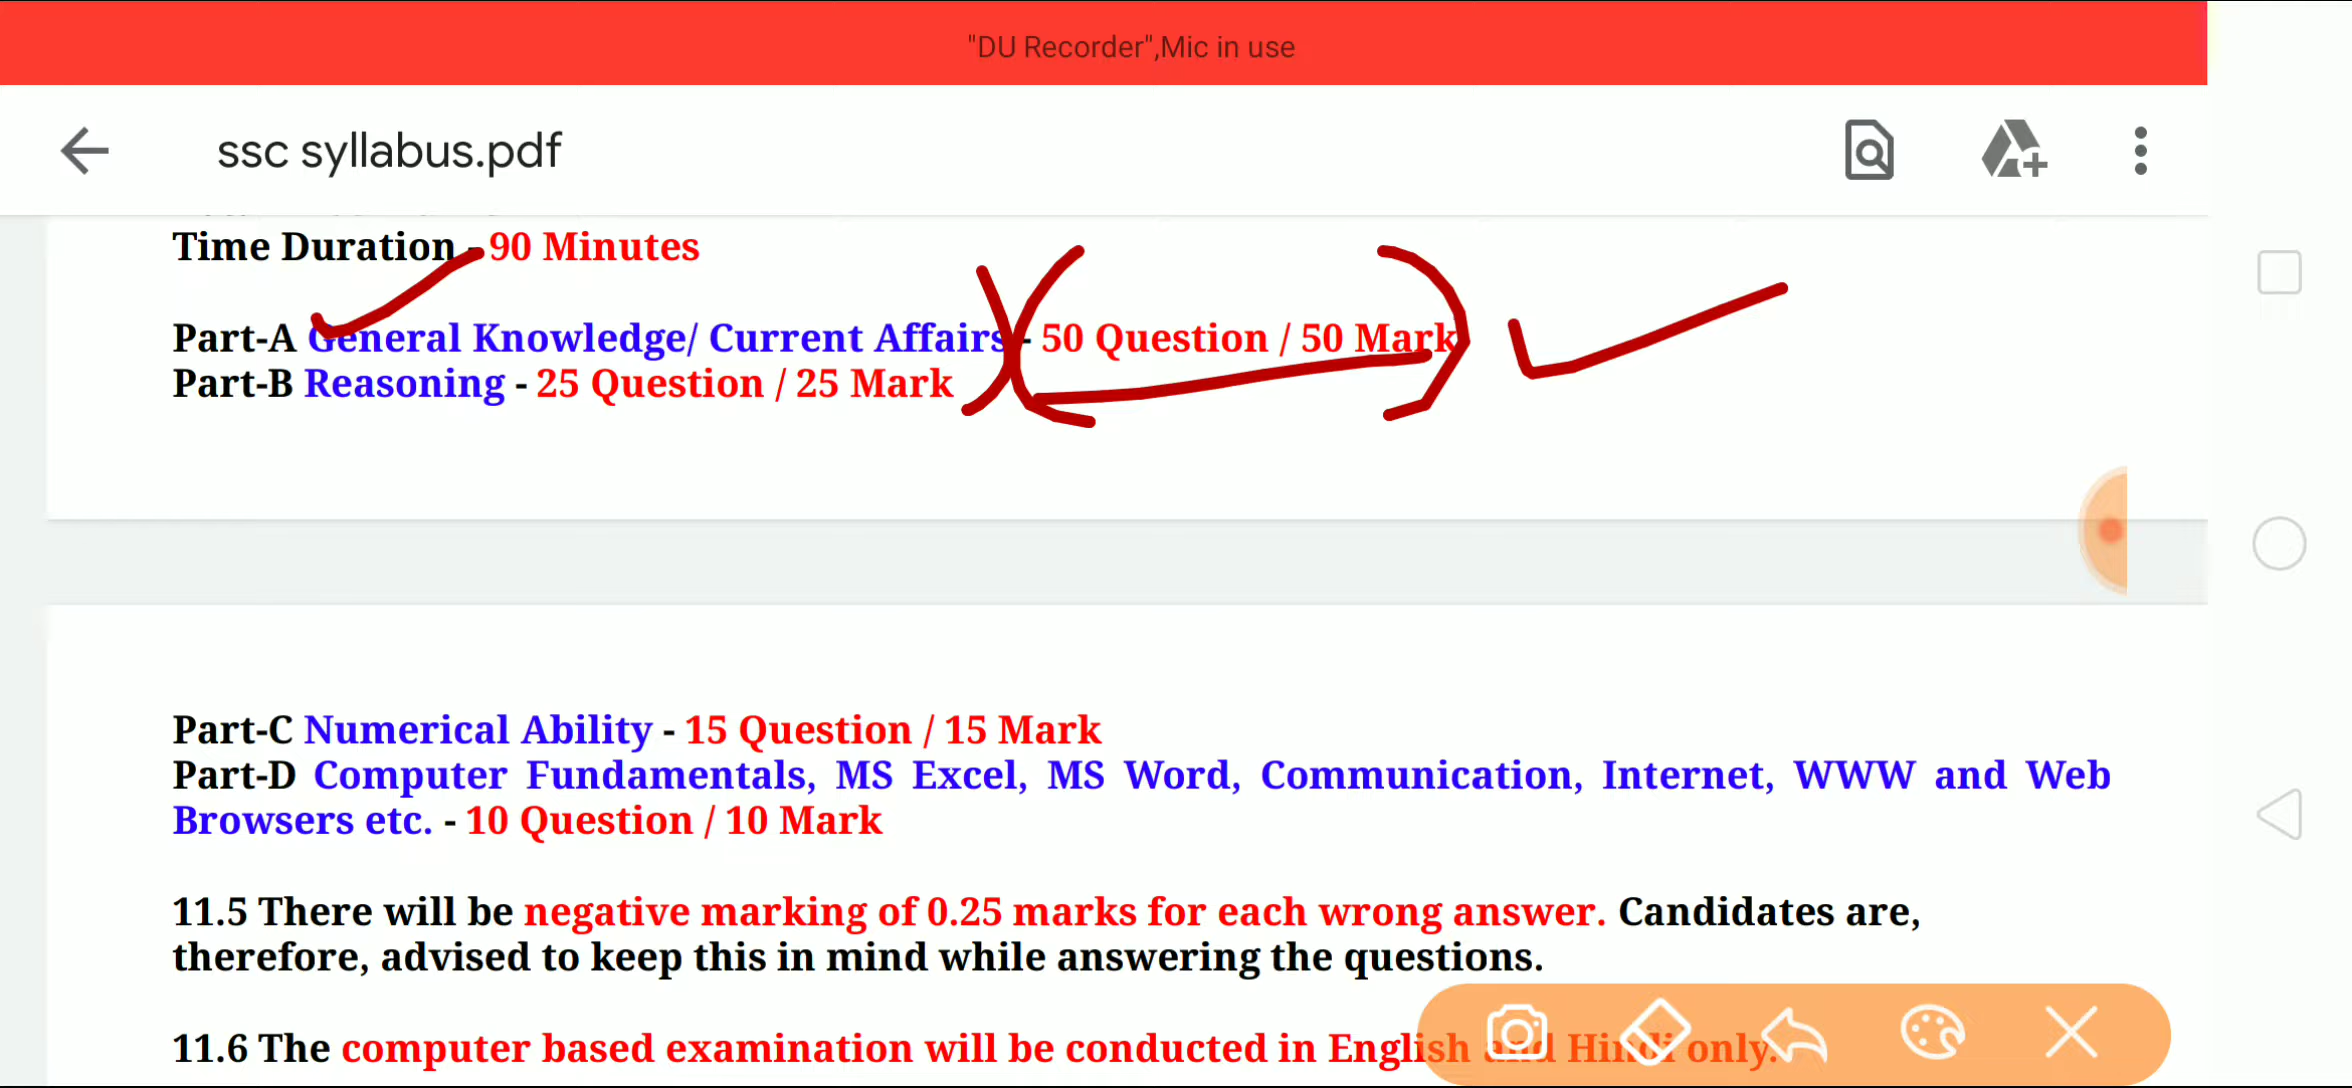 "DU Recorder",Mic in use
ssc syllabus.pdf
Time Duration - 90 Minutes
Part-A General Knowledge/ Current Affairs - 50 Question / 50 Mark
Part-B Reasoning - 25 Question / 25 Mark
Part-C Numerical Ability - 15 Question / 15 Mark
Part-D Computer Fundamentals, MS Excel, MS Word, Communication, Internet, WWW and Web
Browsers etc. - 10 Question / 10 Mark
11.5 There will be negative marking of 0.25 marks for each wrong answer. Candidates are,
therefore, advised to keep this in mind while answering the questions.
11.6 The computer based examination will be conducted in English and Hindi only.